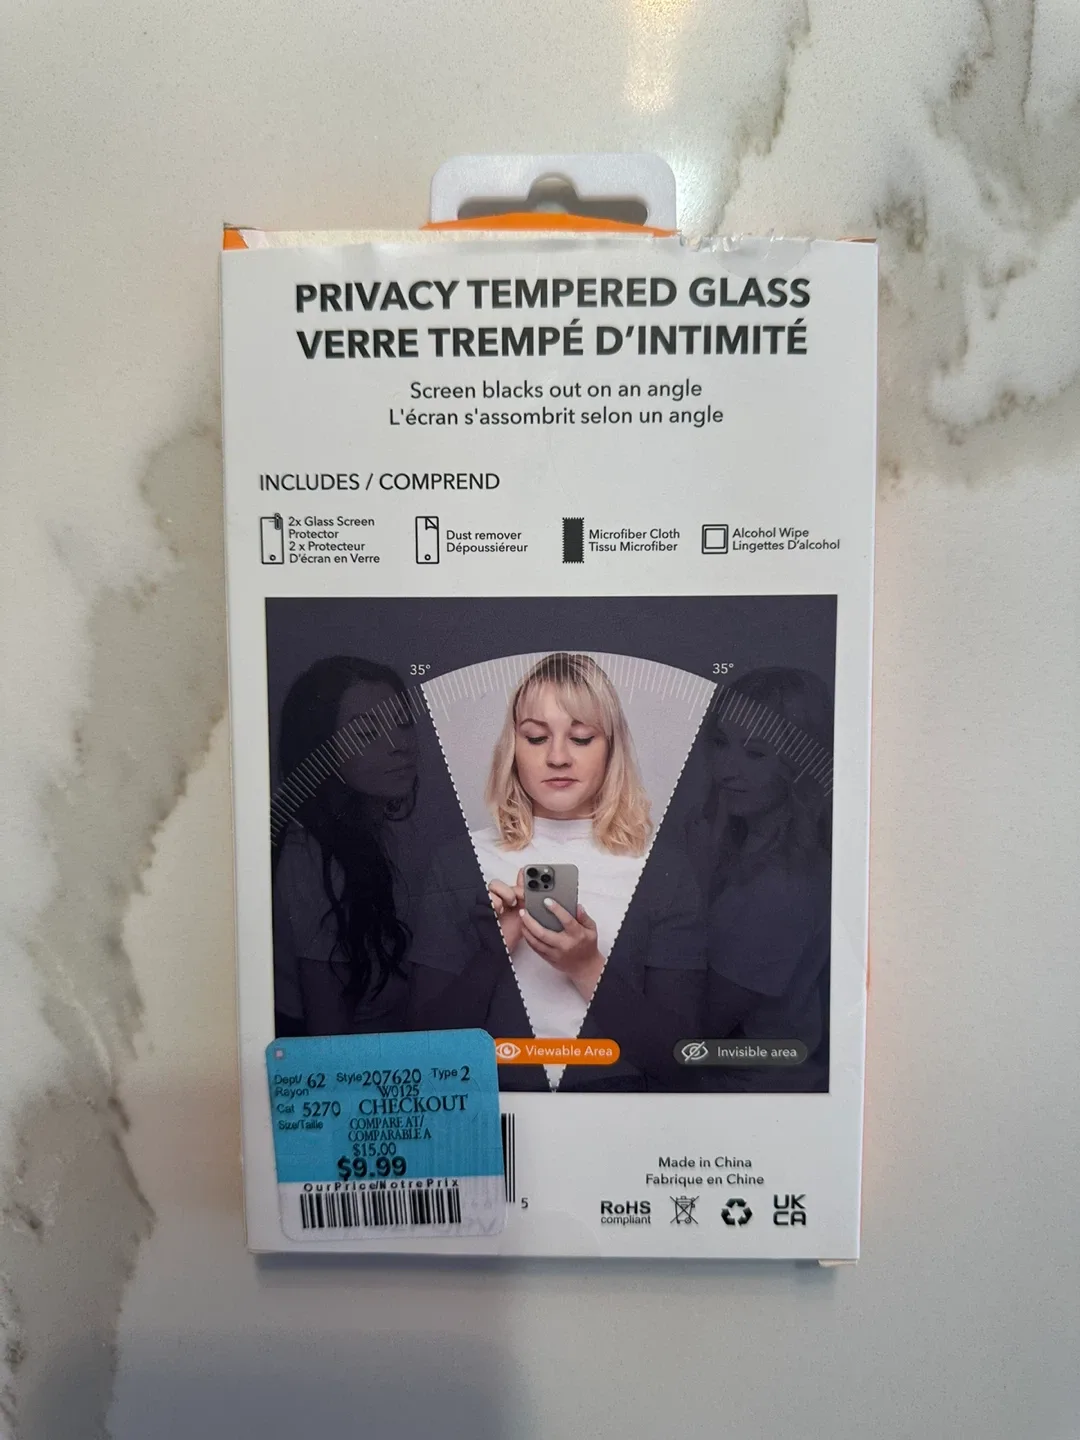 PRIVACY TEMPERED GLASS
VERRE TREMPÉ D'INTIMITÉ
Screen blacks out on an angle
L'écran s'assombrit selon un angle
INCLUDES / COMPREND
2x Glass Screen
Protector
2 x Protecteur
D'écran en Verre
Dust remover
Dépoussiéreur
Microfiber Cloth
Tissu Microfiber
Alcohol Wipe
Lingettes D'alcohol
35°
35°
Viewable Area
Invisible area
Dept/ 62 Style 207620 Type 2
Rayon W0125
Cat 5270 CHECKOUT
Size/Taille COMPARE AT/
COMPARABLE A
$15.00
$9.99
OurPrice/NotrePrix
5
Made in China
Fabrique en Chine
RoHS
compliant
UK
CA